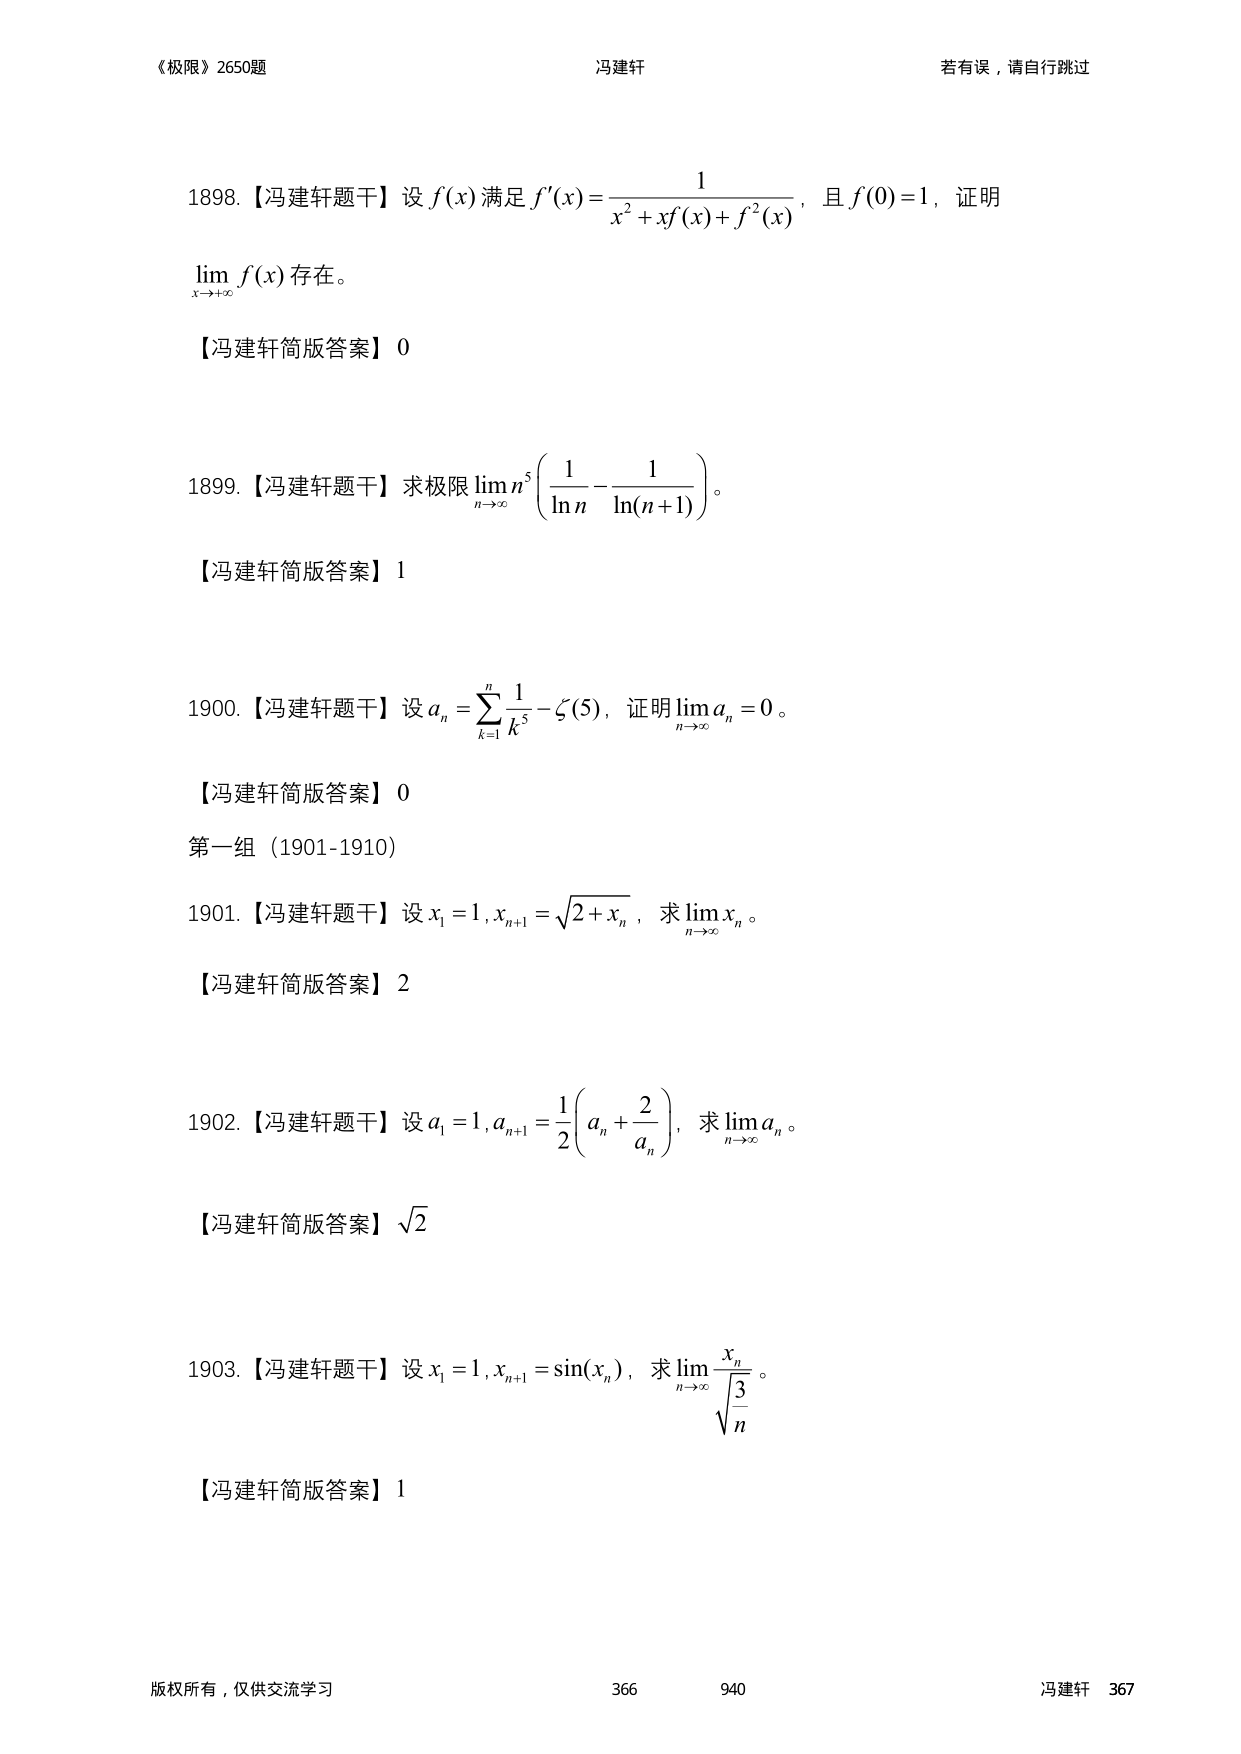 《极限》2650题 冯建轩 若有误，请自行跳过
1898.【冯建轩题干】设 f(x) 满足 f′(x) = 1/(x² + xf(x) + f²(x))，且 f(0) = 1，证明
lim_{x→+∞} f(x) 存在。
【冯建轩简版答案】0
1899.【冯建轩题干】求极限 lim_{n→∞} n⁵(1/ln n − 1/ln(n+1))。
【冯建轩简版答案】1
1900.【冯建轩题干】设 aₙ = ∑_{k=1}^{n} 1/k⁵ − ζ(5)，证明 lim_{n→∞} aₙ = 0。
【冯建轩简版答案】0
第一组（1901-1910）
1901.【冯建轩题干】设 x₁ = 1, x_{n+1} = √(2 + xₙ)，求 lim_{n→∞} xₙ。
【冯建轩简版答案】2
1902.【冯建轩题干】设 a₁ = 1, a_{n+1} = 1/2(aₙ + 2/aₙ)，求 lim_{n→∞} aₙ。
【冯建轩简版答案】√2
1903.【冯建轩题干】设 x₁ = 1, x_{n+1} = sin(xₙ)，求 lim_{n→∞} xₙ/√(3/n)。
【冯建轩简版答案】1
版权所有，仅供交流学习 366 940 冯建轩 367